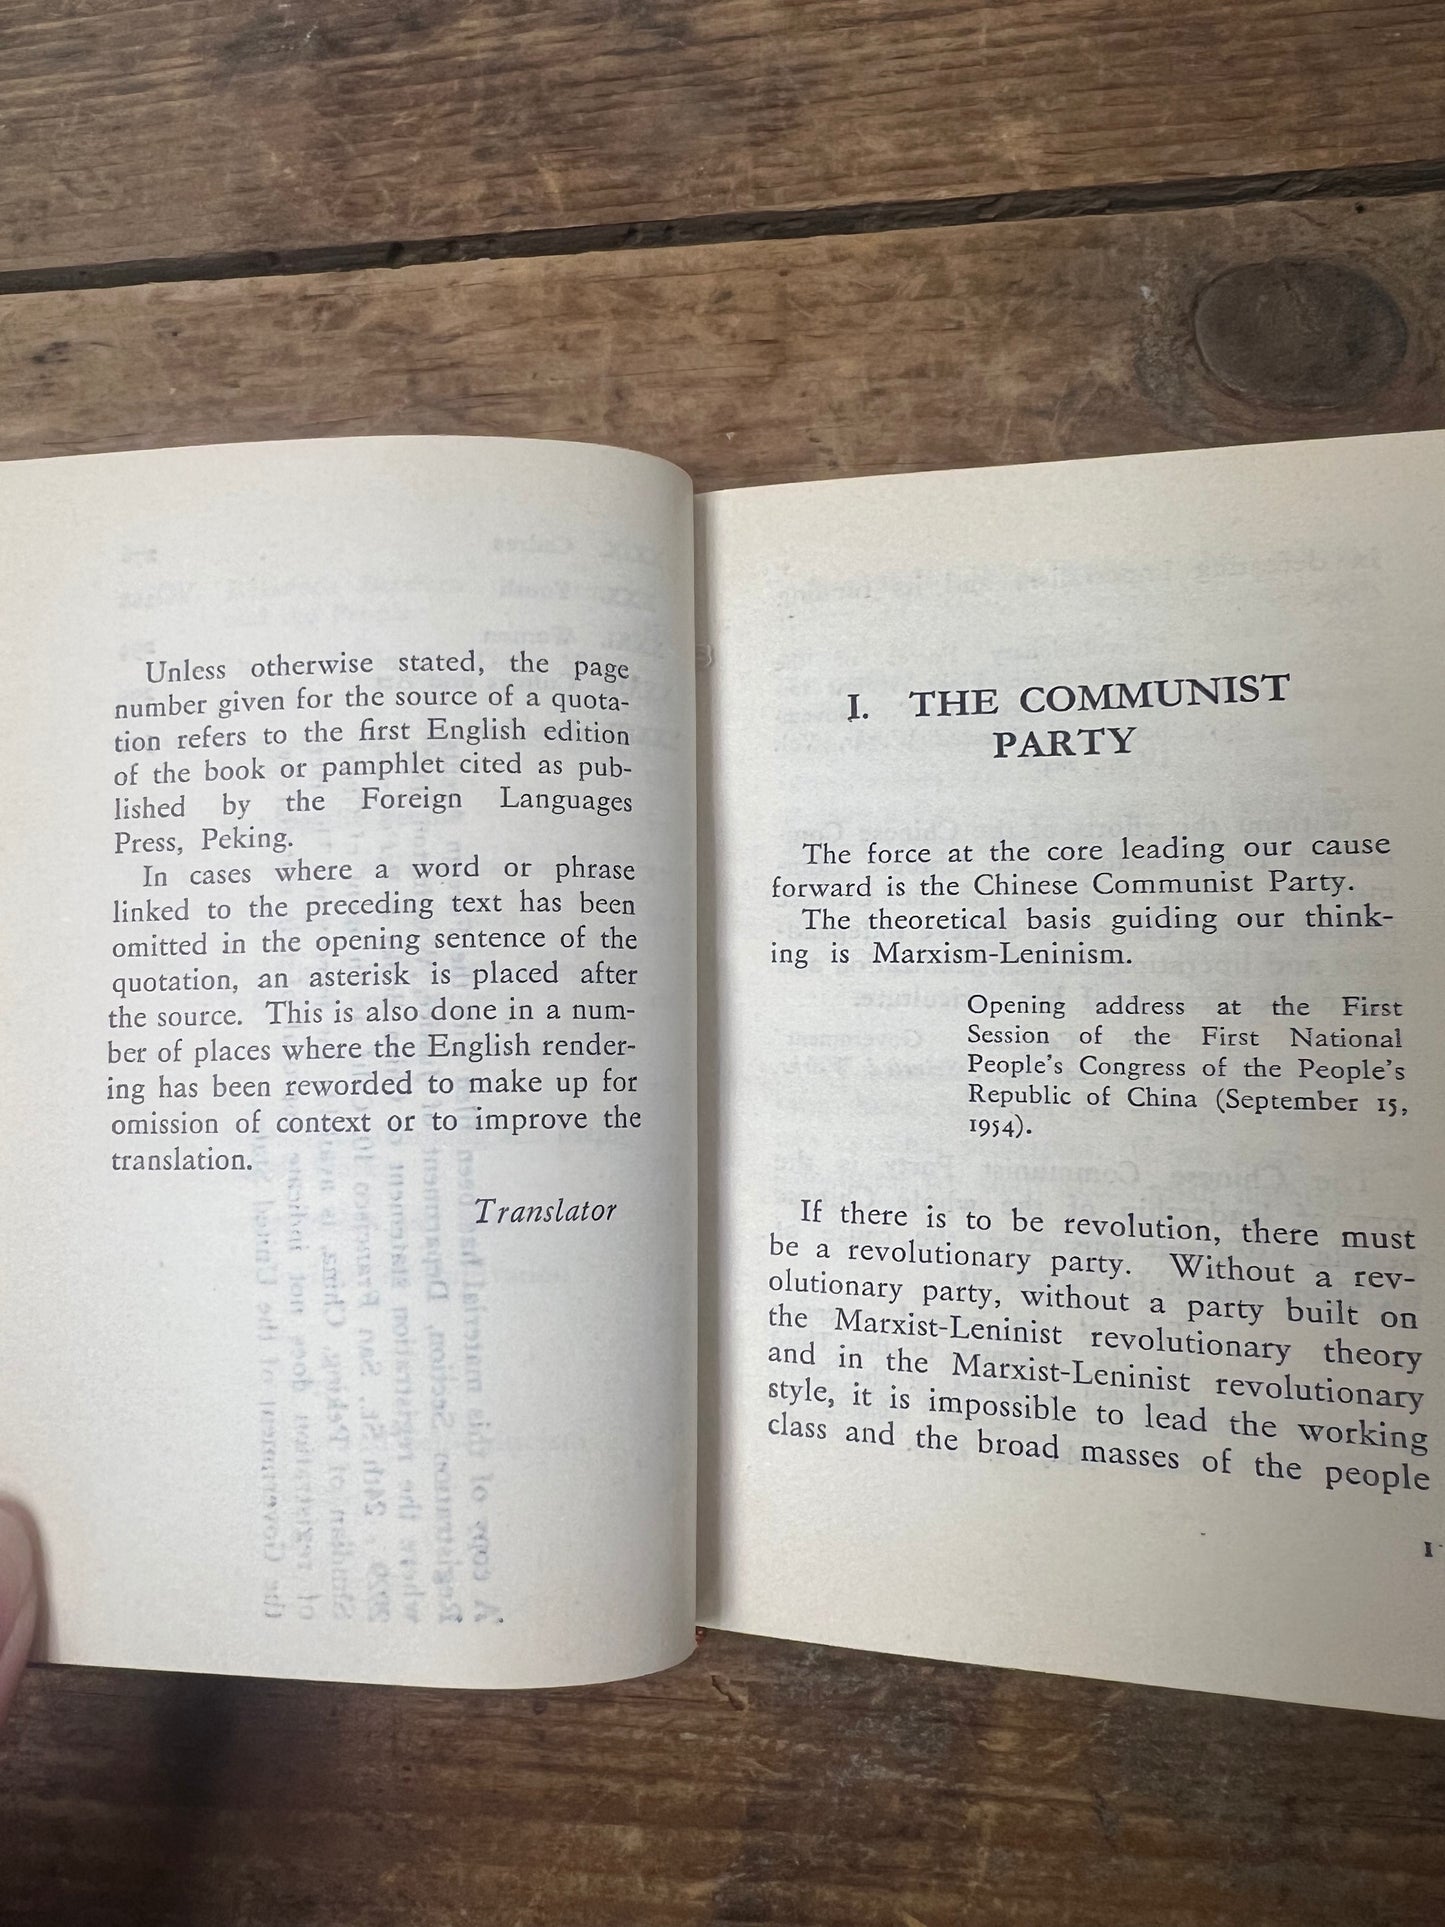 Unless otherwise stated, the page
number given for the source of a quota-
tion refers to the first English edition
of the book or pamphlet cited as pub-
lished by the Foreign Languages
Press, Peking.
In cases where a word or phrase
linked to the preceding text has been
omitted in the opening sentence of the
quotation, an asterisk is placed after
the source. This is also done in a num-
ber of places where the English render-
ing has been reworded to make up for
omission of context or to improve the
translation.
Translator
I. THE COMMUNIST
PARTY
The force at the core leading our cause
forward is the Chinese Communist Party.
The theoretical basis guiding our think-
ing is Marxism-Leninism.
Opening address at the First
Session of the First National
People's Congress of the People's
Republic of China (September 15,
1954).
If there is to be revolution, there must
be a revolutionary party. Without a rev-
olutionary party, without a party built on
the Marxist-Leninist revolutionary theory
and in the Marxist-Leninist revolutionary
style, it is impossible to lead the working
class and the broad masses of the people
1